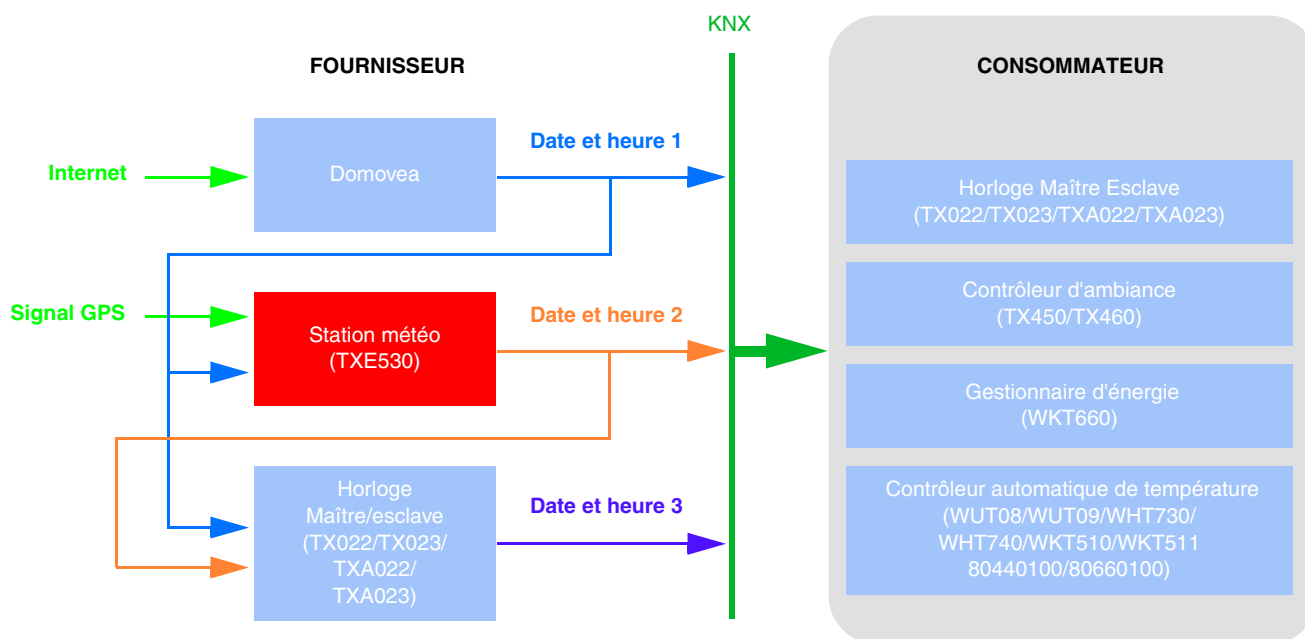 KNX
FOURNISSEUR
CONSOMMATEUR
Internet
Domovea
Date et heure 1
Signal GPS
Station météo
(TXE530)
Date et heure 2
Horloge
Maître/esclave
(TX022/TX023/
TXA022/
TXA023)
Date et heure 3
Horloge Maître Esclave
(TX022/TX023/TXA022/TXA023)
Contrôleur d'ambiance
(TX450/TX460)
Gestionnaire d'énergie
(WKT660)
Contrôleur automatique de température
(WUT08/WUT09/WHT730/
WHT740/WKT510/WKT511
80440100/80660100)